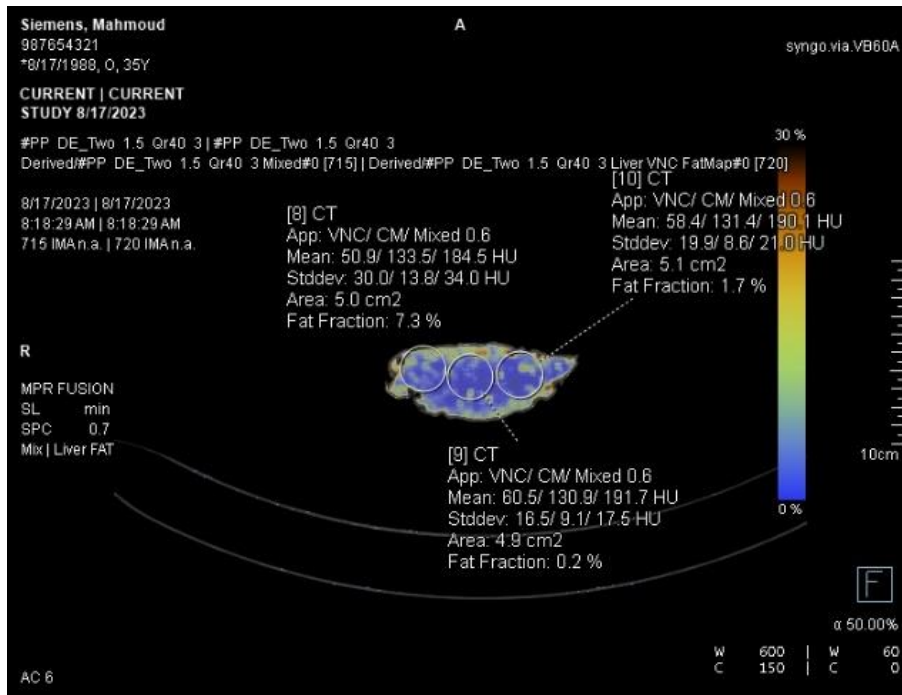 Siemens, Mahmoud
987654321
*8/17/1988, O, 35Y
A
syngo.via.VB60A
CURRENT | CURRENT
STUDY 8/17/2023
#PP DE_Two 1.5 Qr40 3 | #PP DE_Two 1.5 Qr40 3
Derived/#PP DE_Two 1.5 Qr40 3 Mixed#0 [715] | Derived/#PP DE_Two 1.5 Qr40 3 Liver VNC FatMap#0 [720]
8/17/2023 | 8/17/2023
8:18:29 AM | 8:18:29 AM
715 IMA n.a. | 720 IMA n.a.
30 %
[8] CT
App: VNC/ CM/ Mixed 0.6
Mean: 50.9/ 133.5/ 184.5 HU
Stddev: 30.0/ 13.8/ 34.0 HU
Area: 5.0 cm2
Fat Fraction: 7.3 %
[10] CT
App: VNC/ CM/ Mixed 0.6
Mean: 58.4/ 131.4/ 190.1 HU
Stddev: 19.9/ 8.6/ 21.0 HU
Area: 5.1 cm2
Fat Fraction: 1.7 %
R
MPR FUSION
SL min
SPC 0.7
Mix | Liver FAT
[9] CT
App: VNC/ CM/ Mixed 0.6
Mean: 60.5/ 130.9/ 191.7 HU
Stddev: 16.5/ 9.1/ 17.5 HU
Area: 4.9 cm2
Fat Fraction: 0.2 %
10cm
0 %
F
α 50.00%
W 600 | W 60
C 150 | C 0
AC 6